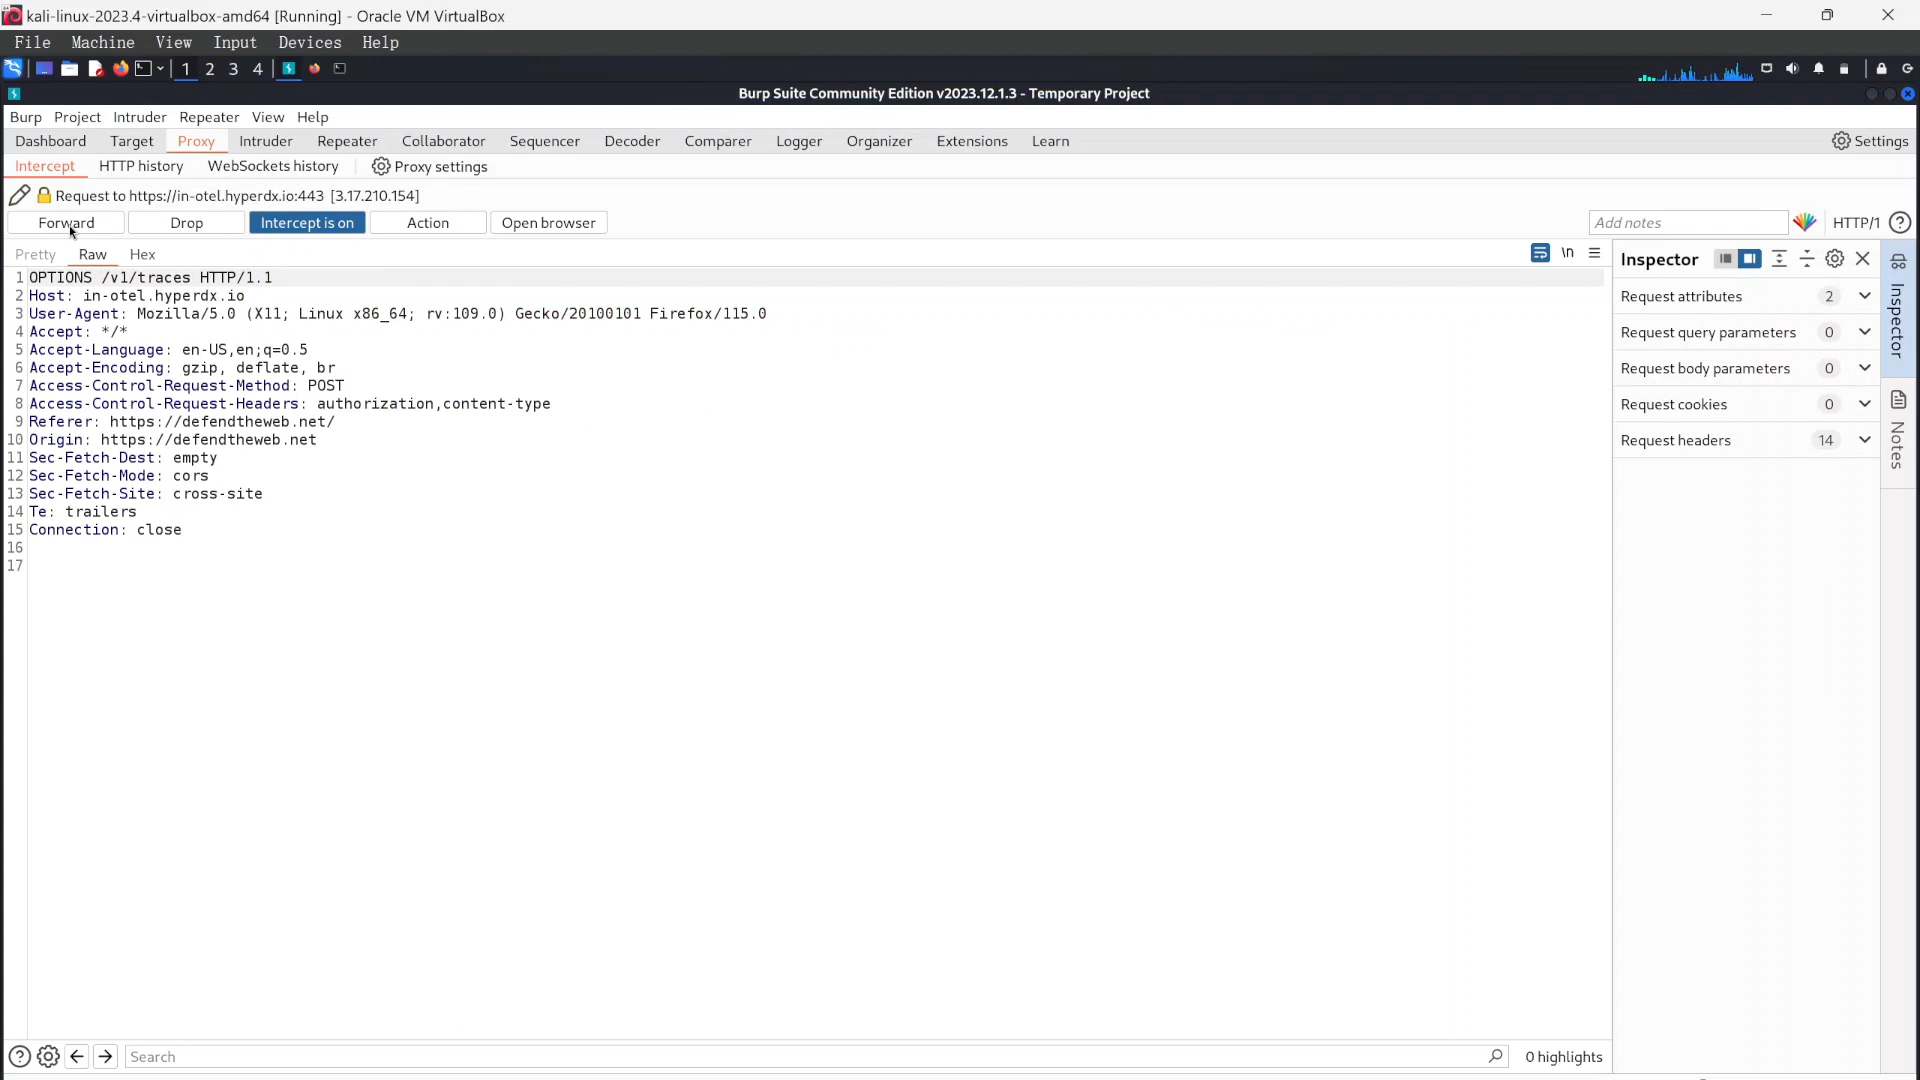 kali-linux-2023.4-virtualbox-amd64 [Running] - Oracle VM VirtualBox
File Machine View Input Devices Help
1 2 3 4
Burp Suite Community Edition v2023.12.1.3 - Temporary Project
Burp Project Intruder Repeater View Help
Dashboard Target Proxy Intruder Repeater Collaborator Sequencer Decoder Comparer Logger Organizer Extensions Learn Settings
Intercept HTTP history WebSockets history Proxy settings
Request to https://in-otel.hyperdx.io:443 [3.17.210.154]
Forward Drop Intercept is on Action Open browser Add notes HTTP/1 ?
Pretty Raw Hex \n
1 OPTIONS /v1/traces HTTP/1.1
2 Host: in-otel.hyperdx.io
3 User-Agent: Mozilla/5.0 (X11; Linux x86_64; rv:109.0) Gecko/20100101 Firefox/115.0
4 Accept: */*
5 Accept-Language: en-US,en;q=0.5
6 Accept-Encoding: gzip, deflate, br
7 Access-Control-Request-Method: POST
8 Access-Control-Request-Headers: authorization,content-type
9 Referer: https://defendtheweb.net/
10 Origin: https://defendtheweb.net
11 Sec-Fetch-Dest: empty
12 Sec-Fetch-Mode: cors
13 Sec-Fetch-Site: cross-site
14 Te: trailers
15 Connection: close
16
17
Inspector
Request attributes 2
Request query parameters 0
Request body parameters 0
Request cookies 0
Request headers 14
Inspector
Notes
? Search 0 highlights